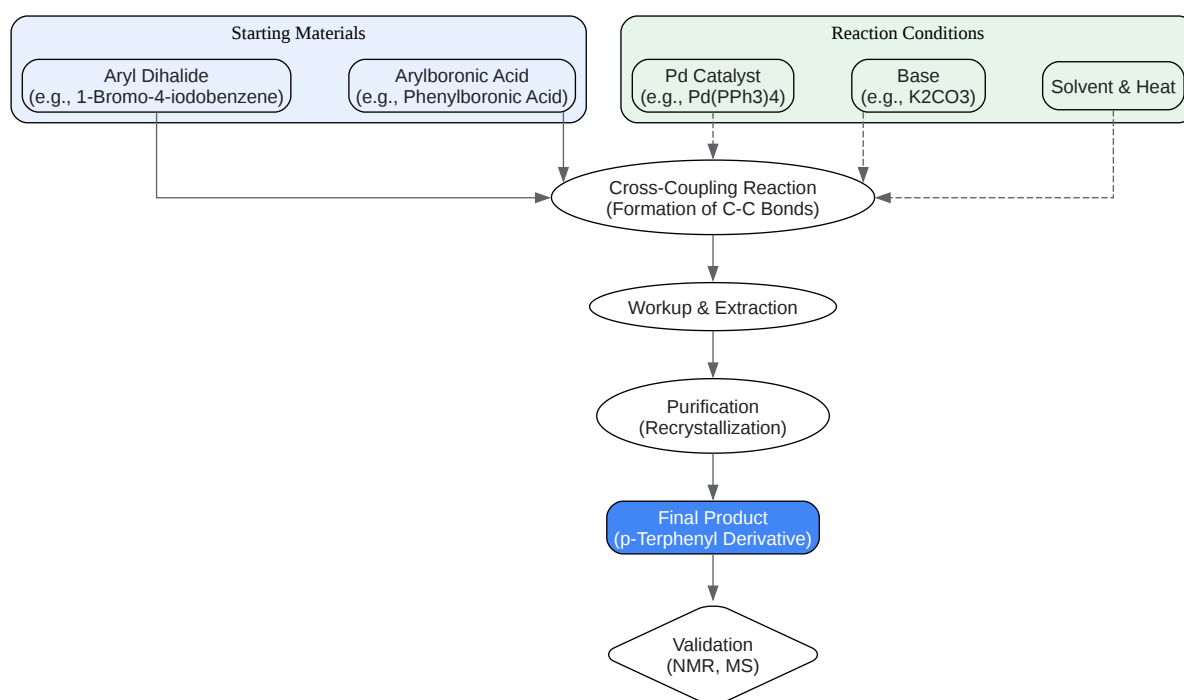 Starting Materials
Reaction Conditions
Aryl Dihalide
(e.g., 1-Bromo-4-iodobenzene)
Arylboronic Acid
(e.g., Phenylboronic Acid)
Pd Catalyst
(e.g., Pd(PPh3)4)
Base
(e.g., K2CO3)
Solvent & Heat
Cross-Coupling Reaction
(Formation of C-C Bonds)
Workup & Extraction
Purification
(Recrystallization)
Final Product
(p-Terphenyl Derivative)
Validation
(NMR, MS)